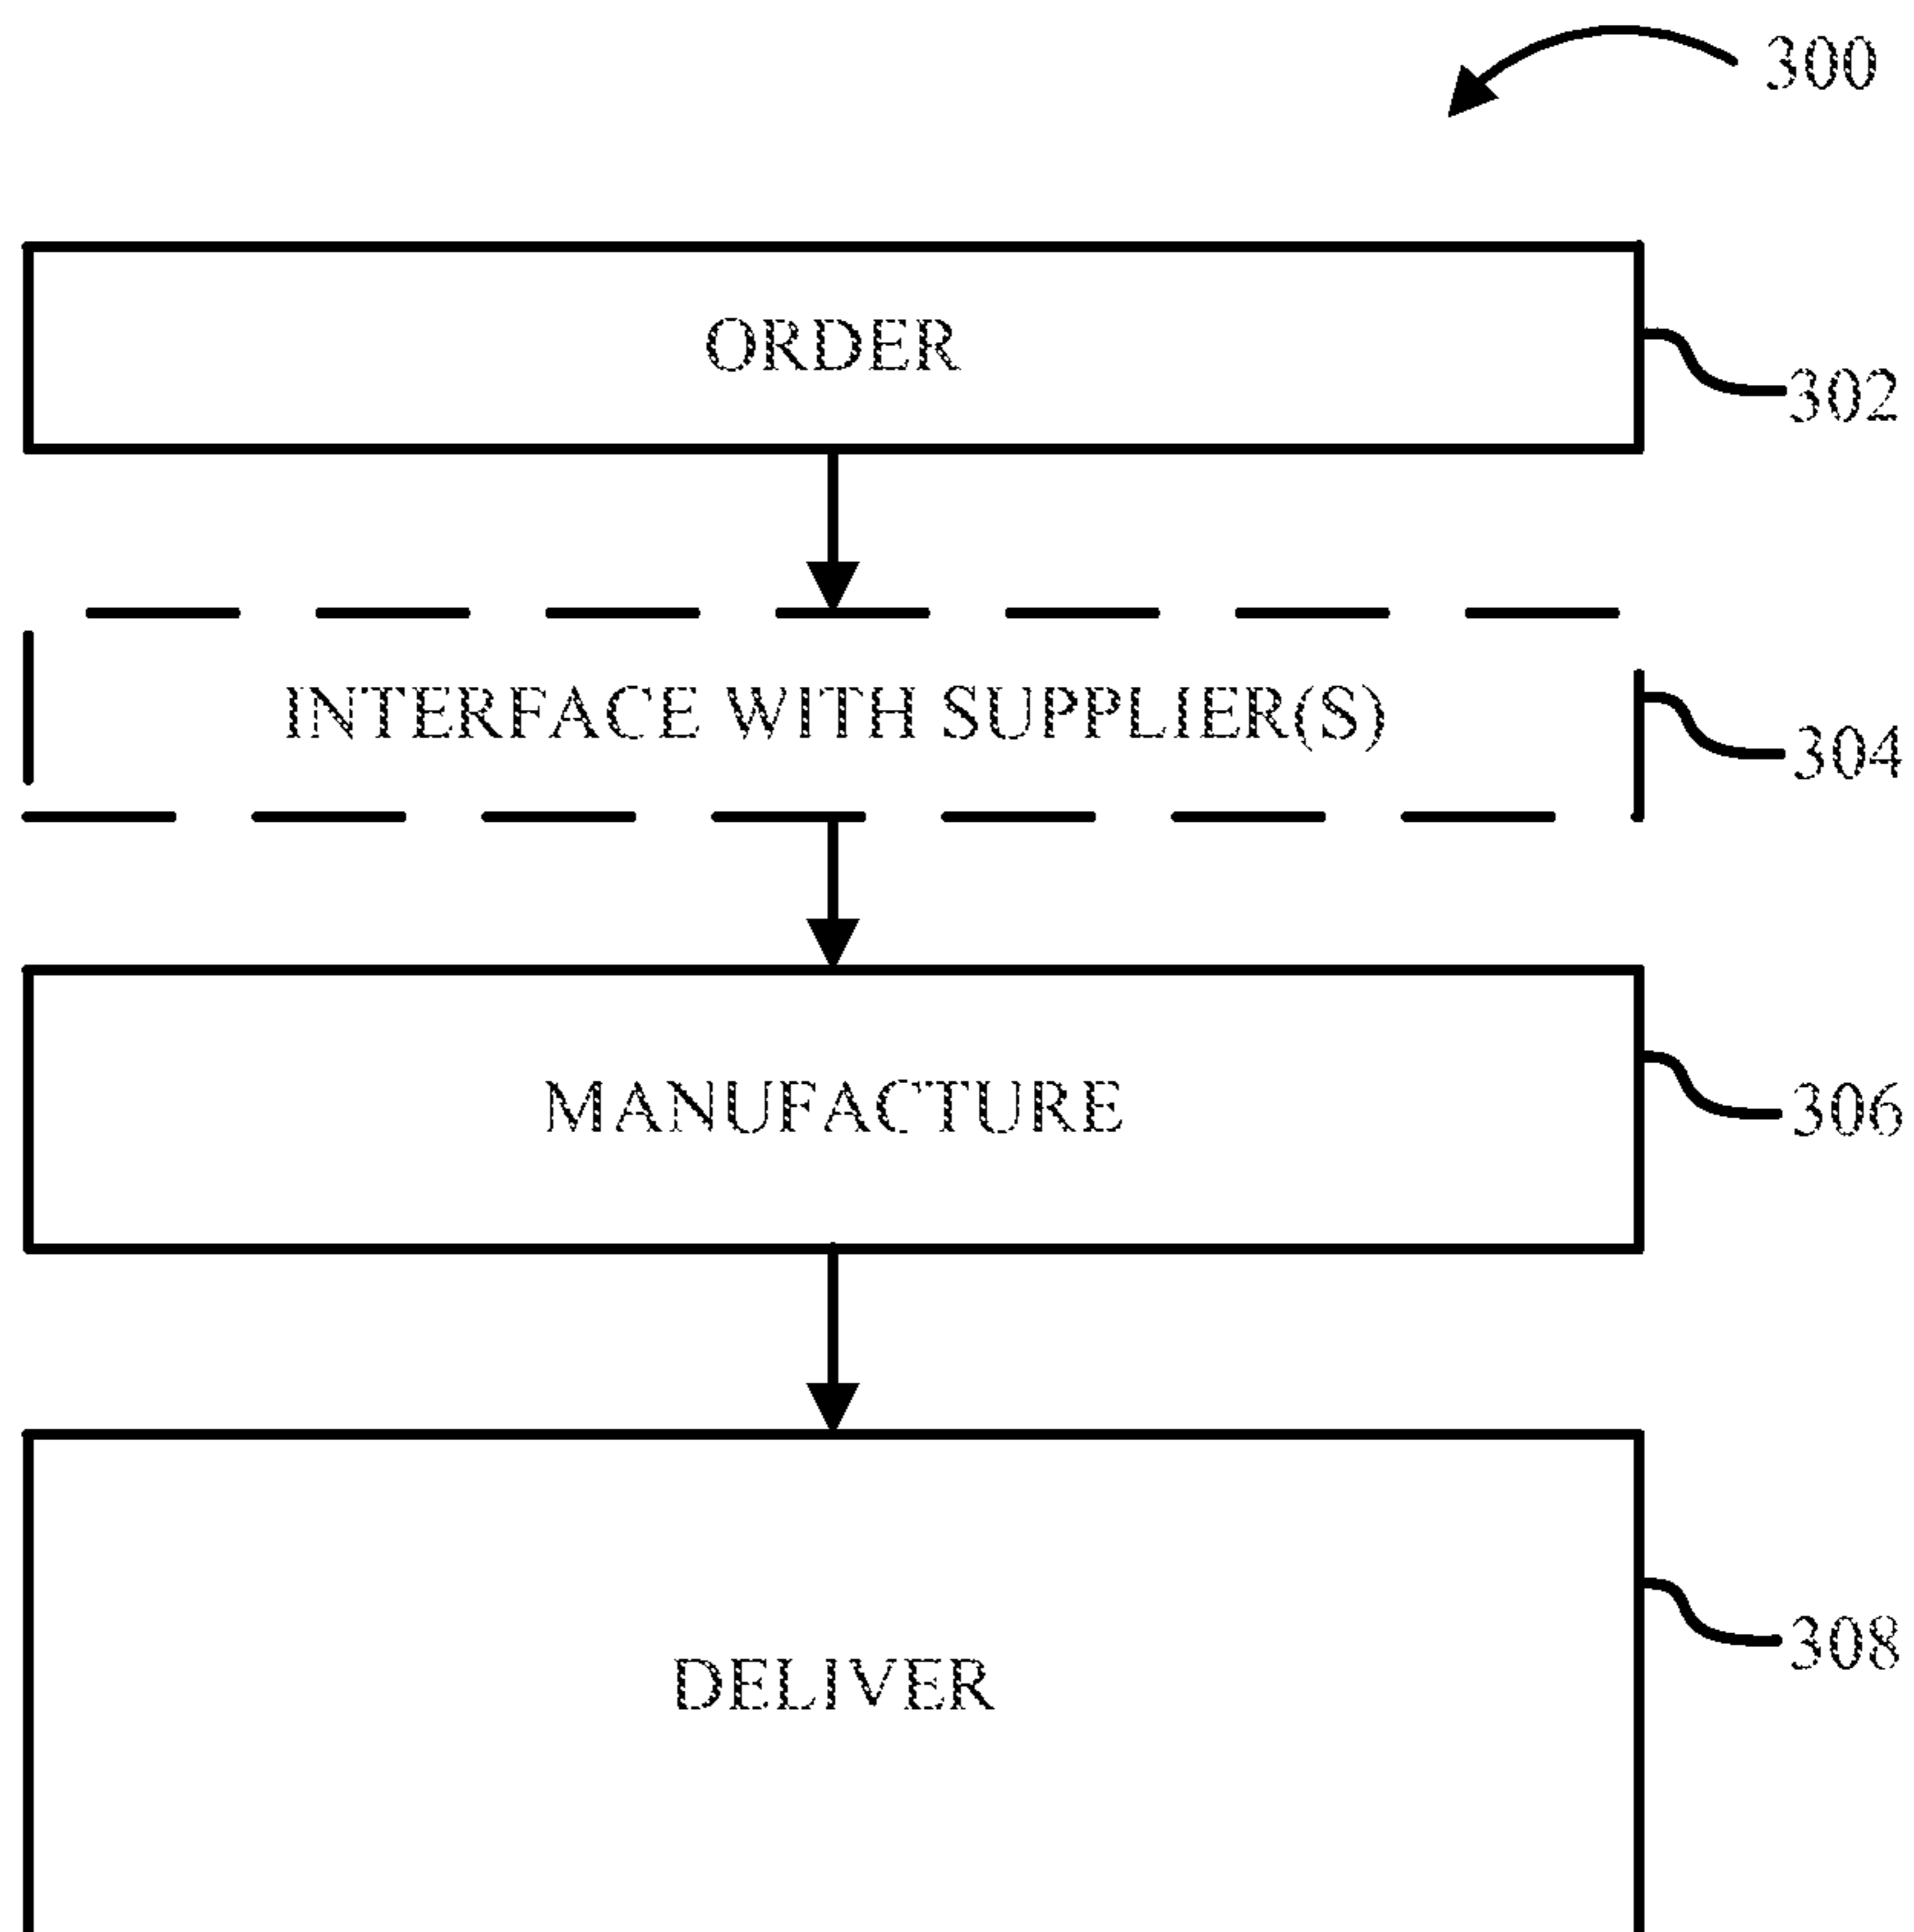 300
ORDER
302
INTERFACE WITH SUPPLIER(S)
304
MANUFACTURE
306
DELIVER
308